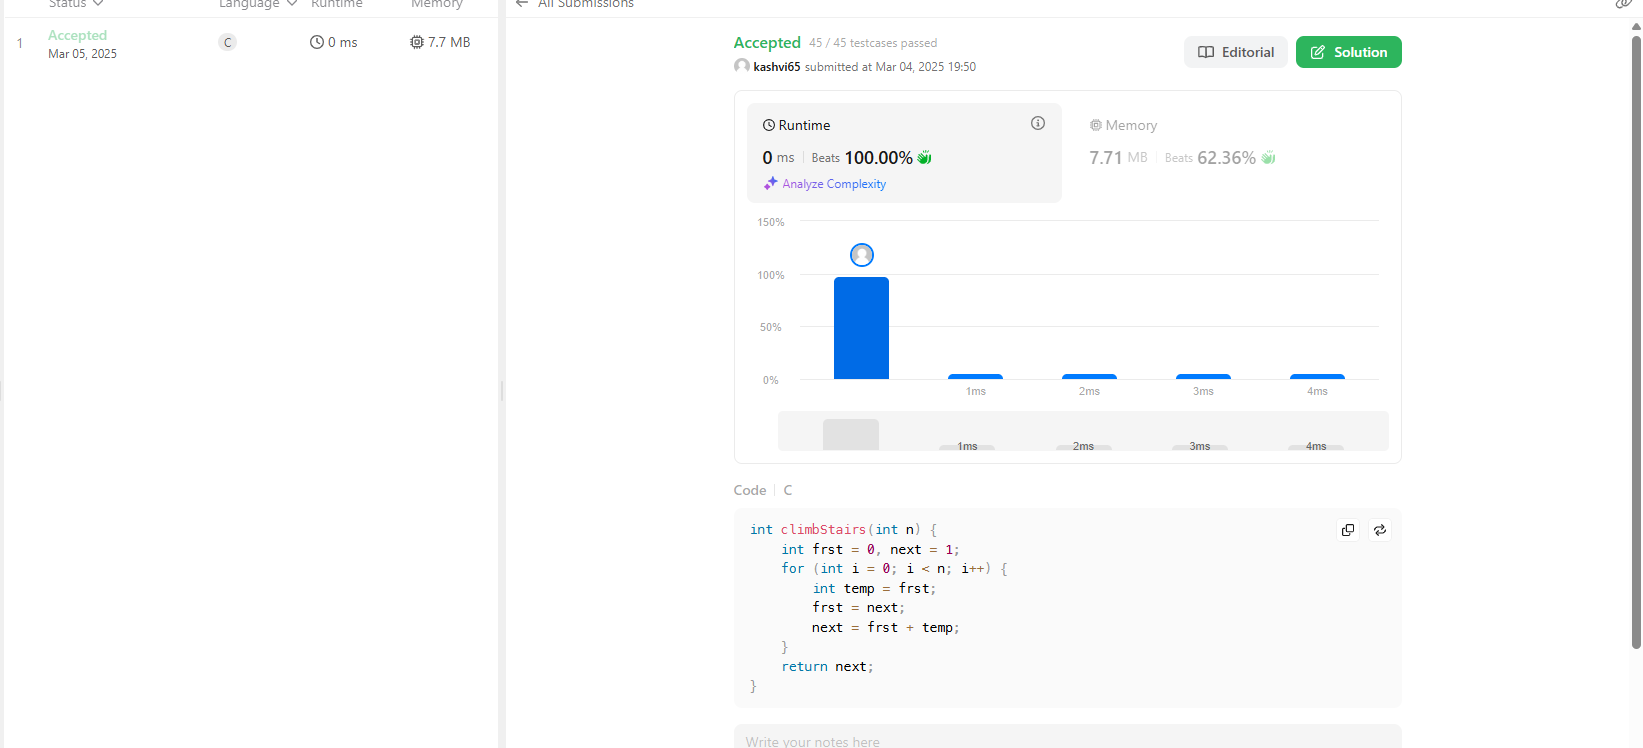 Status Language Runtime Memory
1 Accepted C 0 ms 7.7 MB
Mar 05, 2025
All Submissions
Accepted 45 / 45 testcases passed
kashvi65 submitted at Mar 04, 2025 19:50
Editorial
Solution
Runtime
0 ms Beats 100.00%
Analyze Complexity
Memory
7.71 MB Beats 62.36%
150%
100%
50%
0%
1ms 2ms 3ms 4ms
1ms 2ms 3ms 4ms
Code C
int climbStairs(int n) {
    int frst = 0, next = 1;
    for (int i = 0; i < n; i++) {
        int temp = frst;
        frst = next;
        next = frst + temp;
    }
    return next;
}
Write your notes here